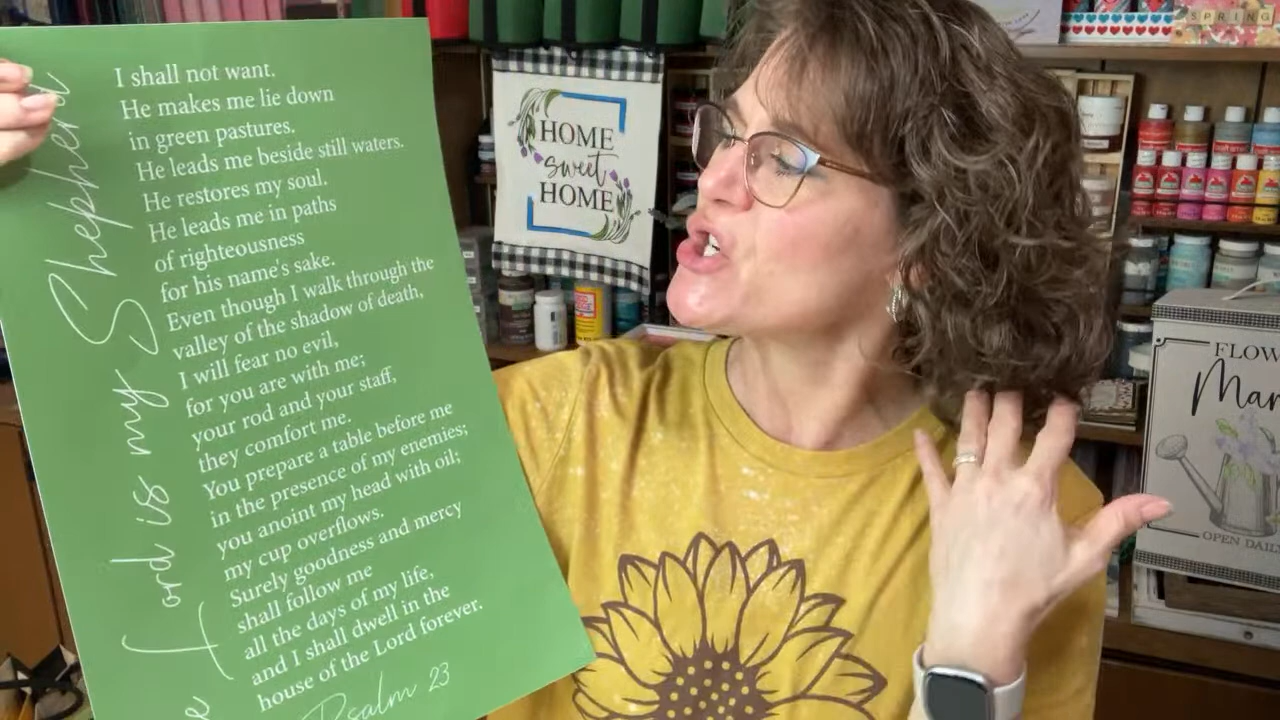 I shall not want.
He makes me lie down
in green pastures.
He leads me beside still waters.
He restores my soul.
He leads me in paths
of righteousness
for his name's sake.
Even though I walk through the
valley of the shadow of death,
I will fear no evil,
for you are with me;
your rod and your staff,
they comfort me.
You prepare a table before me
in the presence of my enemies;
you anoint my head with oil;
my cup overflows.
Surely goodness and mercy
shall follow me
all the days of my life,
and I shall dwell in the
house of the Lord forever.
Psalm 23
Lord is my Shepherd
HOME
sweet
HOME
SPRING
FLOW
Mar
OPEN DAIL